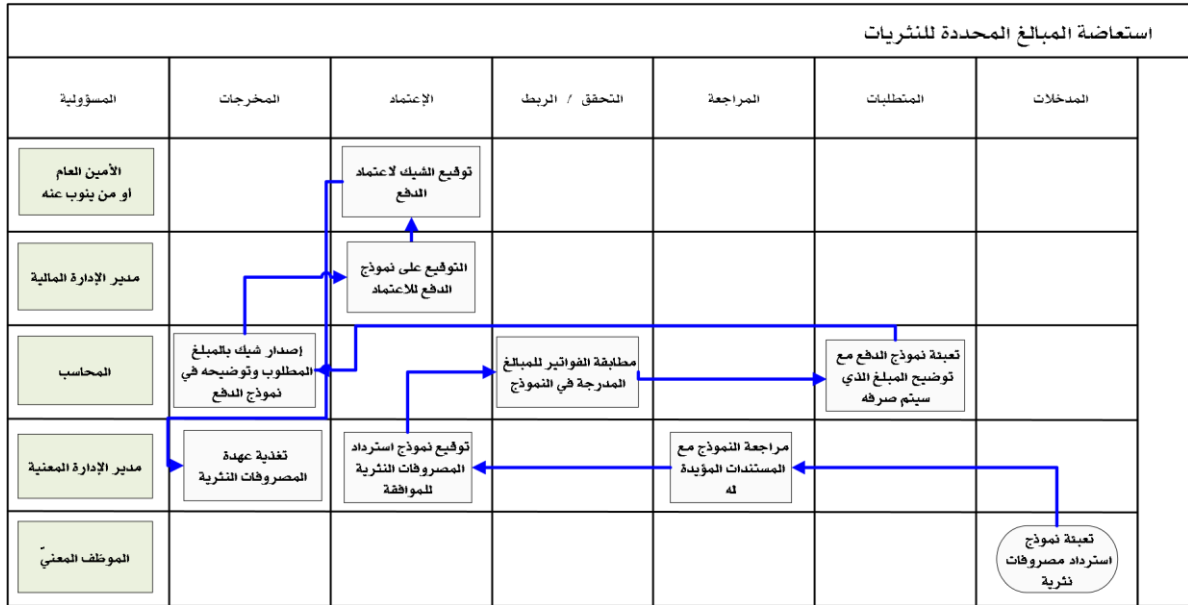 استعاضة المبالغ المحددة للنثريات
المدخلات
المتطلبات
المراجعة
التحقق / الربط
الإعتماد
المخرجات
المسؤولية
توقيع الشيك لاعتماد
الدفع
الأمين العام
او من ينوب عنه
التوقيع على نموذج
الدفع للاعتماد
مدير الإدارة المالية
تعبئة نموذج الدفع مع
توضيح المبلغ الذي
سيتم صرفه
مطابقة الفواتير للمبالغ
المدرجة في النموذج
إصدار شيك بالمبلغ
المطلوب وتوضيحه في
نموذج الدفع
المحاسب
مراجعة النموذج مع
المستندات المؤيدة
له
توقيع نموذج استرداد
المصروفات النثرية
للموافقة
تغذية عهدة
المصروفات النثرية
مدير الإدارة المعنية
تعبئة نموذج
استرداد مصروفات
نثرية
الموظف المعنيّ